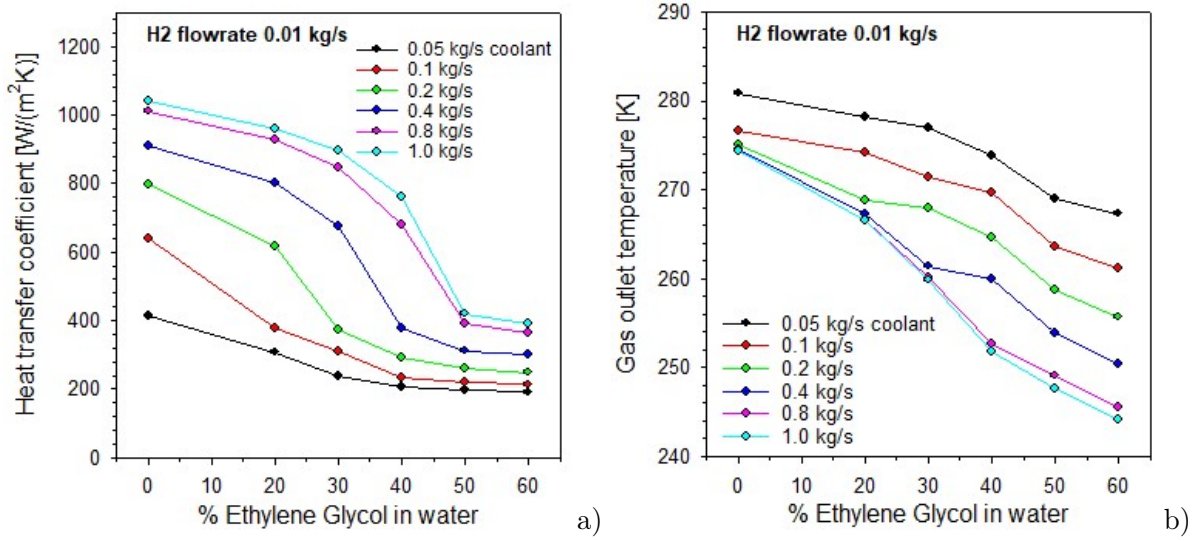 H2 flowrate 0.01 kg/s
0.05 kg/s coolant
0.1 kg/s
0.2 kg/s
0.4 kg/s
0.8 kg/s
1.0 kg/s
Heat transfer coefficient [W/(m²K)]
1200
1000
800
600
400
200
0
0 10 20 30 40 50 60
% Ethylene Glycol in water
a)
H2 flowrate 0.01 kg/s
Gas outlet temperature [K]
290
280
270
260
250
240
0.05 kg/s coolant
0.1 kg/s
0.2 kg/s
0.4 kg/s
0.8 kg/s
1.0 kg/s
0 10 20 30 40 50 60
% Ethylene Glycol in water
b)